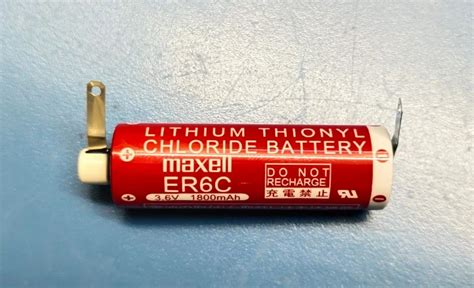 LITHIUM THIONYL
CHLORIDE BATTERY
maxell
ER6C
3.6V 1800mAh
DO NOT
RECHARGE
充電禁止